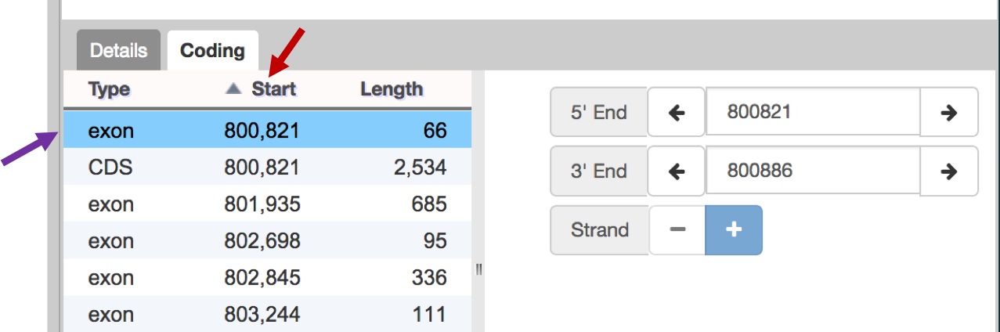 Details Coding
Type Start Length
exon 800,821 66
CDS 800,821 2,534
exon 801,935 685
exon 802,698 95
exon 802,845 336
exon 803,244 111
5' End 800821
3' End 800886
Strand − +